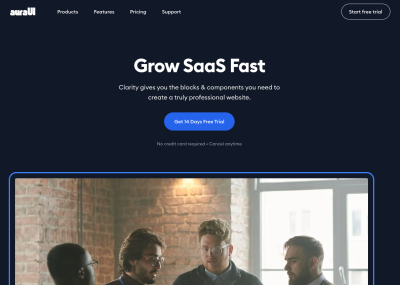 auraUI
Products
Features
Pricing
Support
Start free trial
Grow SaaS Fast
Clarity gives you the blocks & components you need to
create a truly professional website.
Get 14 Days Free Trial
No credit card required • Cancel anytime